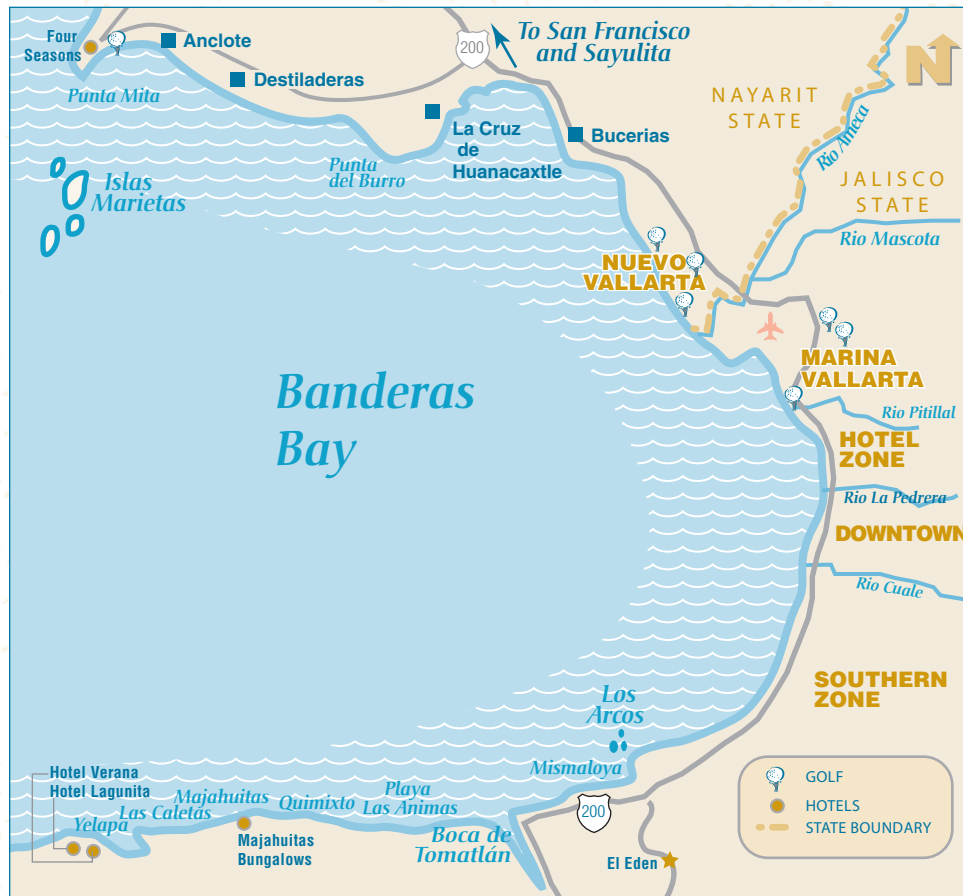 Four
Seasons
Anclote
Destiladeras
Punta Mita
200
To San Francisco
and Sayulita
N
NAYARIT
STATE
Rio Ameca
La Cruz
de
Huanacaxtle
Bucerias
Punta
del Burro
Islas
Marietas
JALISCO
STATE
Rio Mascota
NUEVO
VALLARTA
MARINA
VALLARTA
Banderas
Bay
Rio Pitillal
HOTEL
ZONE
Rio La Pedrera
DOWNTOWN
Rio Cuale
SOUTHERN
ZONE
Los
Arcos
Mismaloya
Hotel Verana
Hotel Lagunita
Yelapa
Las Caletas
Majahuitas
Quimixto
Playa
Las Animas
Majahuitas
Bungalows
Boca de
Tomatlán
200
El Eden
GOLF
HOTELS
STATE BOUNDARY